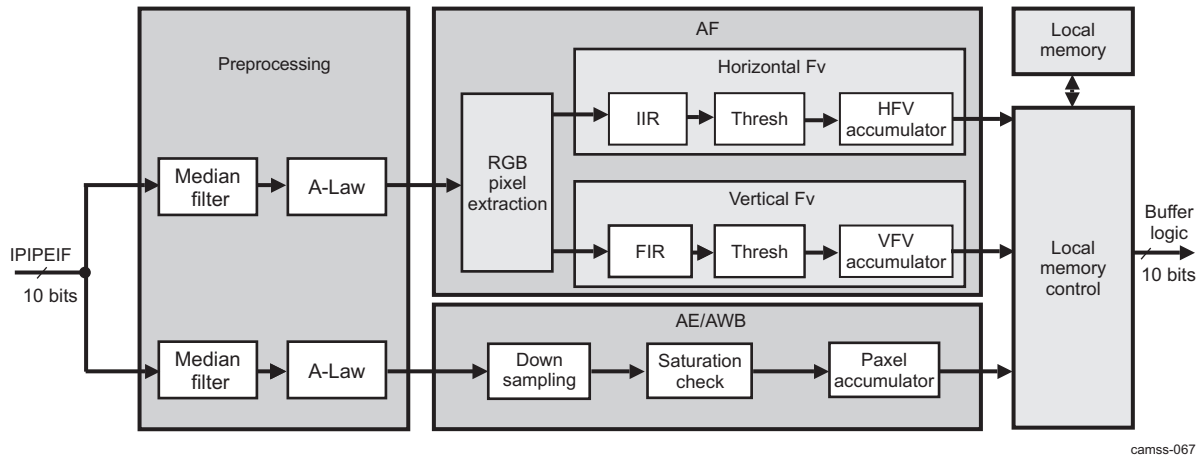 Preprocessing
AF
Local
memory
Horizontal Fv
IIR
Thresh
HFV
accumulator
Median
filter
A-Law
RGB
pixel
extraction
Vertical Fv
FIR
Thresh
VFV
accumulator
IPIPEIF
10 bits
Local
memory
control
Buffer
logic
10 bits
AE/AWB
Median
filter
A-Law
Down
sampling
Saturation
check
Paxel
accumulator
camss-067